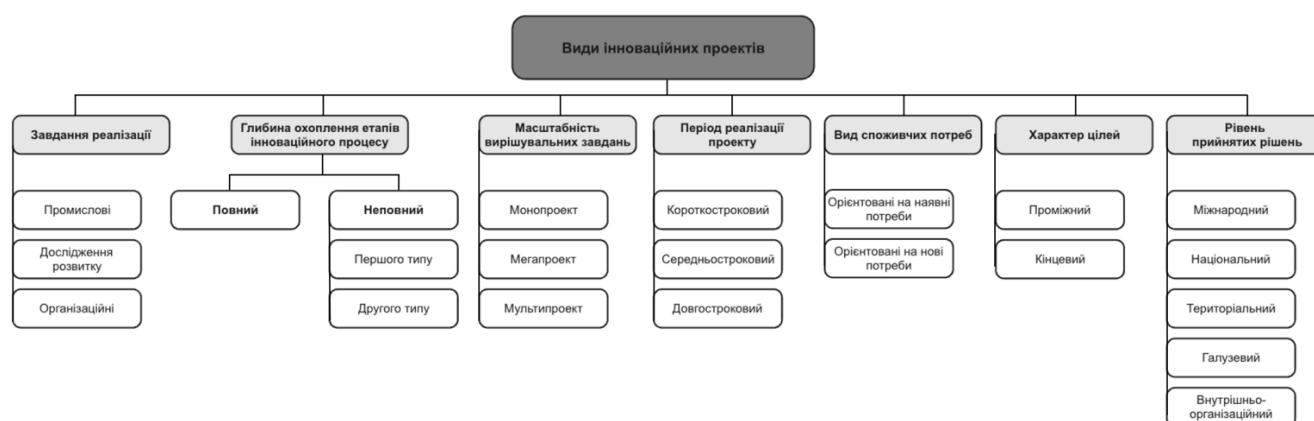 Види інноваційних проектів
Завдання реалізації
Промислові
Дослідження
розвитку
Організаційні
Глибина охоплення етапів
інноваційного процесу
Повний
Неповний
Першого типу
Другого типу
Масштабність
вирішувальних завдань
Монопроект
Мегапроект
Мультипроект
Період реалізації
проекту
Короткостроковий
Середньостроковий
Довгостроковий
Вид споживчих потреб
Орієнтовані на наявні
потреби
Орієнтовані на нові
потреби
Характер цілей
Проміжний
Кінцевий
Рівень
прийнятих рішень
Міжнародний
Національний
Територіальний
Галузевий
Внутрішньо-
організаційний